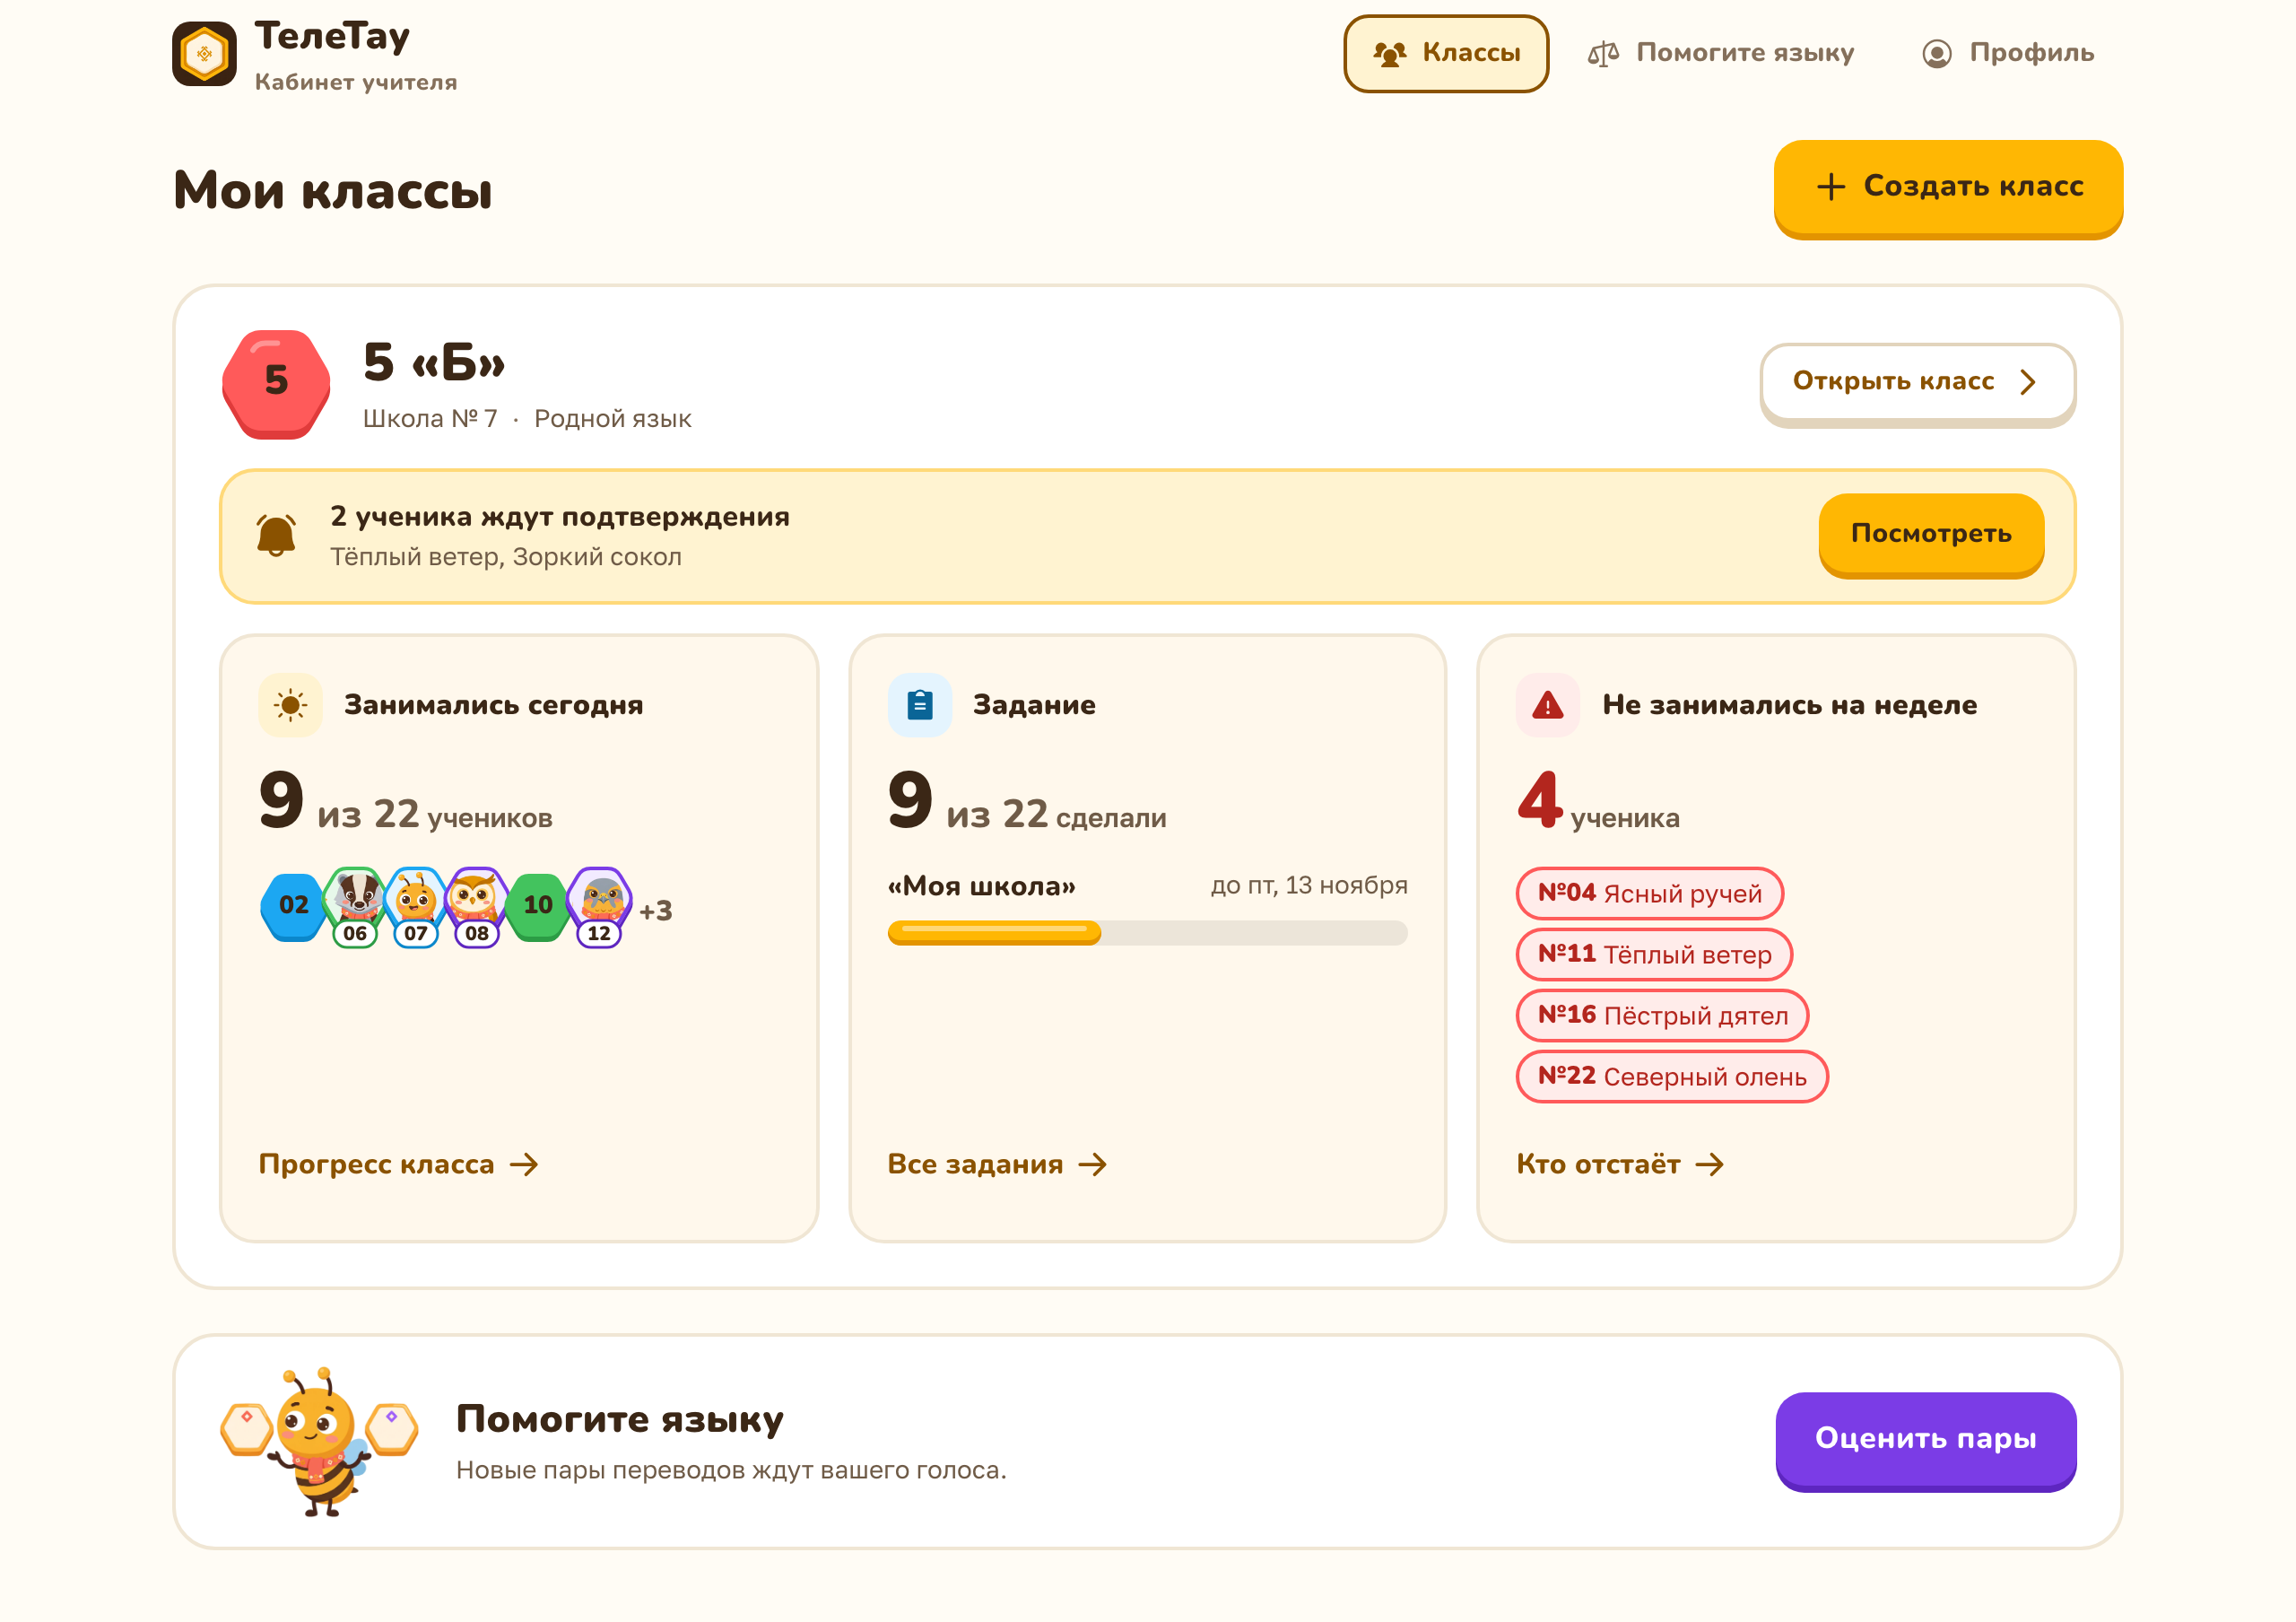 ТелеТау
Кабинет учителя
Классы
Помогите языку
Профиль
Мои классы
Создать класс
5
5 «Б»
Школа № 7 · Родной язык
Открыть класс
2 ученика ждут подтверждения
Тёплый ветер, Зоркий сокол
Посмотреть
Занимались сегодня
9 из 22 учеников
02 06 07 08 10 12 +3
Прогресс класса
Задание
9 из 22 сделали
«Моя школа» до пт, 13 ноября
Все задания
Не занимались на неделе
4 ученика
№04 Ясный ручей
№11 Тёплый ветер
№16 Пёстрый дятел
№22 Северный олень
Кто отстаёт
Помогите языку
Новые пары переводов ждут вашего голоса.
Оценить пары